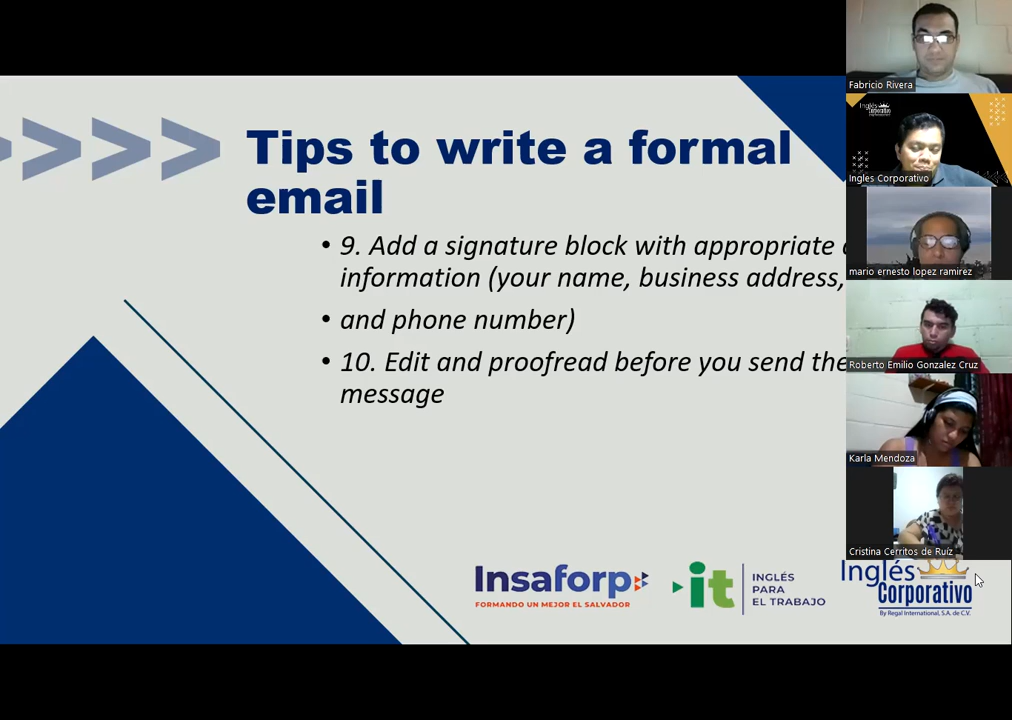 Tips to write a formal
email
• 9. Add a signature block with appropriate
information (your name, business address,
• and phone number)
• 10. Edit and proofread before you send the
message
Insaforp
FORMANDO UN MEJOR EL SALVADOR
it
INGLÉS
PARA
EL TRABAJO
Inglés
Corporativo
By Regal International, S.A. de C.V.
Fabricio Rivera
Inglés
Corporativo
Ingles Corporativo
mario ernesto lopez ramirez
Roberto Emilio Gonzalez Cruz
Karla Mendoza
Cristina Cerritos de Ruíz